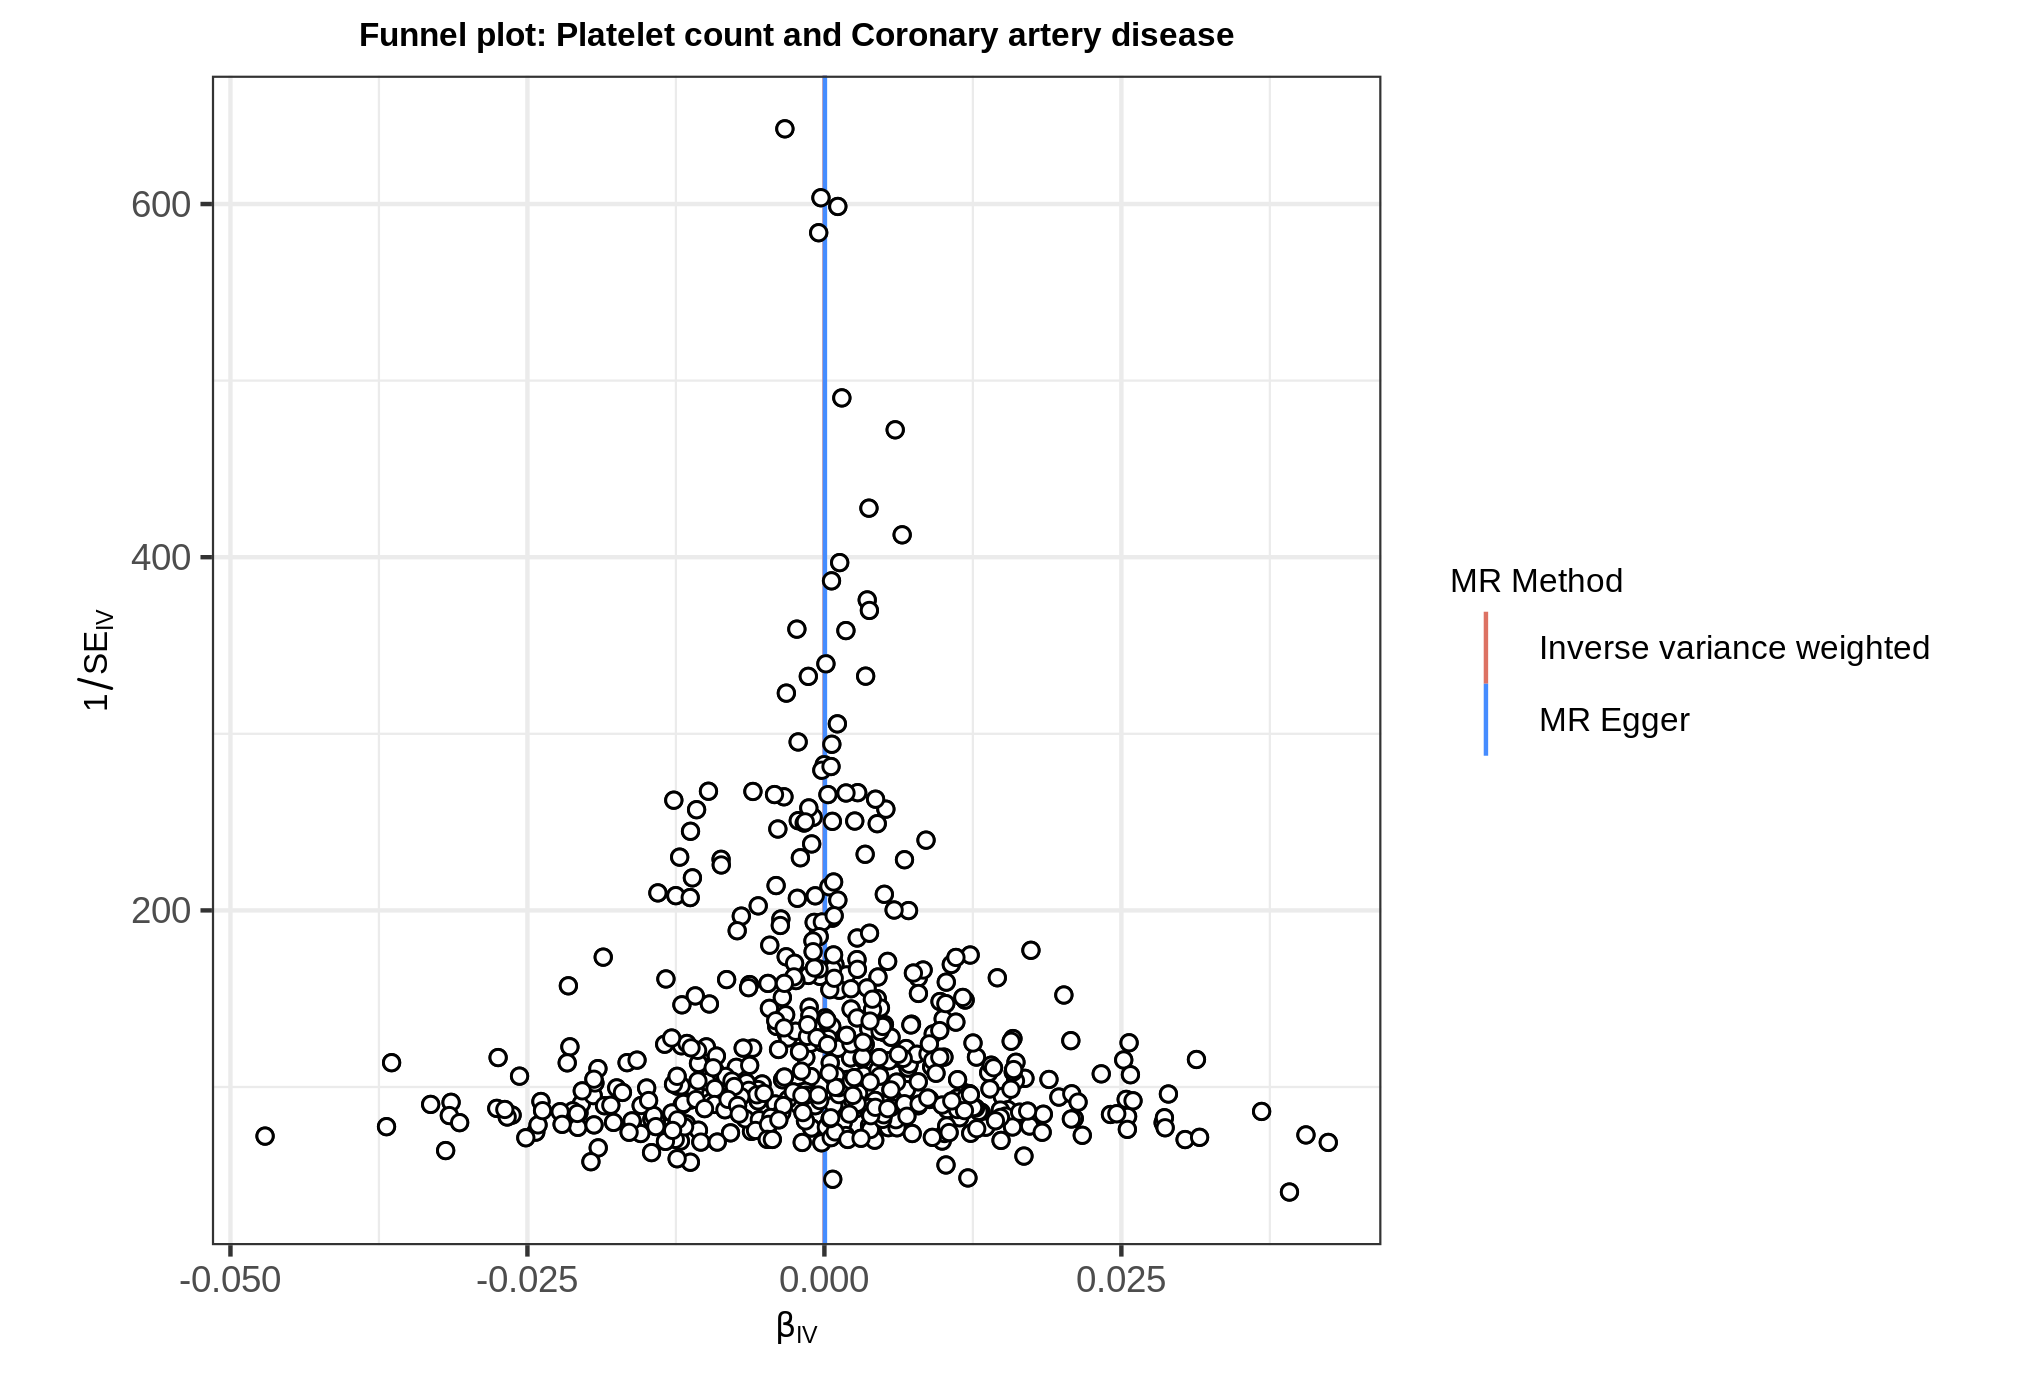 Funnel plot: Platelet count and Coronary artery disease
600
400
200
1/SE_IV
-0.050
-0.025
0.000
0.025
β_IV
MR Method
Inverse variance weighted
MR Egger